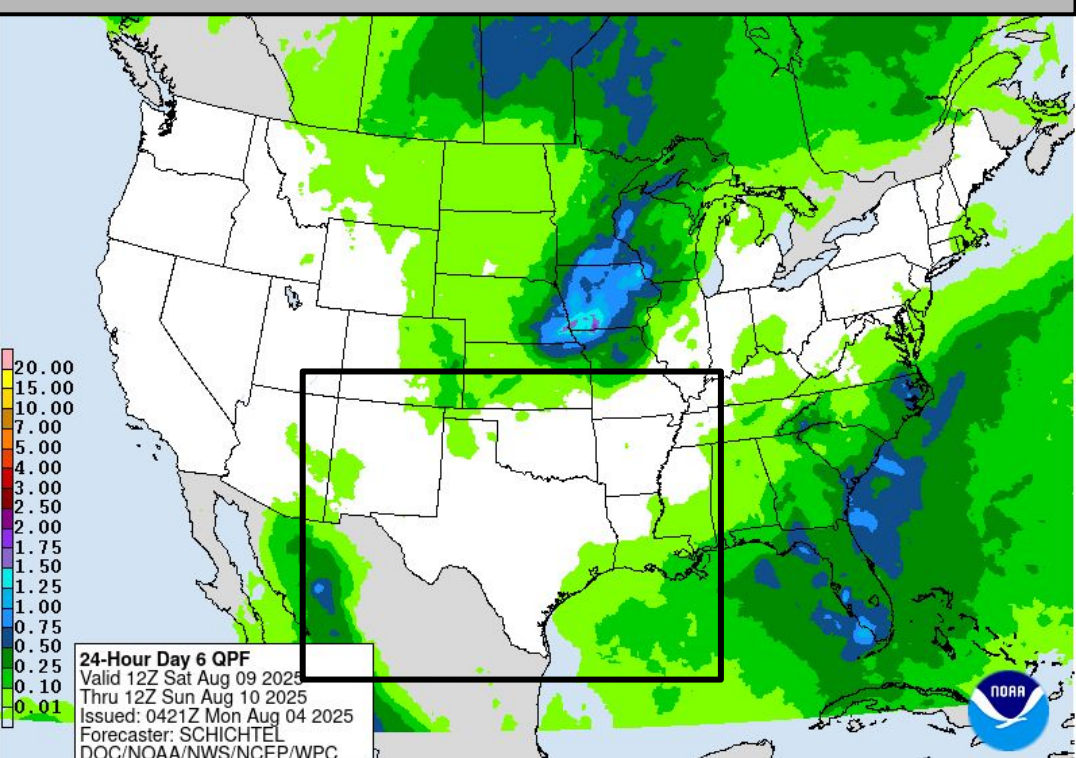 20.00
15.00
10.00
7.00
5.00
4.00
3.00
2.50
2.00
1.75
1.50
1.25
1.00
0.75
0.50
0.25
0.10
0.01
24-Hour Day 6 QPF
Valid 12Z Sat Aug 09 2025
Thru 12Z Sun Aug 10 2025
Issued: 0421Z Mon Aug 04 2025
Forecaster: SCHICHTEL
DOC/NOAA/NWS/NCEP/WPC
NOAA